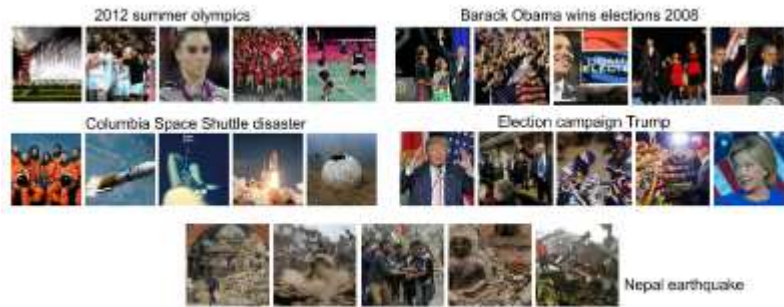 2012 summer olympics
Barack Obama wins elections 2008
Columbia Space Shuttle disaster
Election campaign Trump
Nepal earthquake